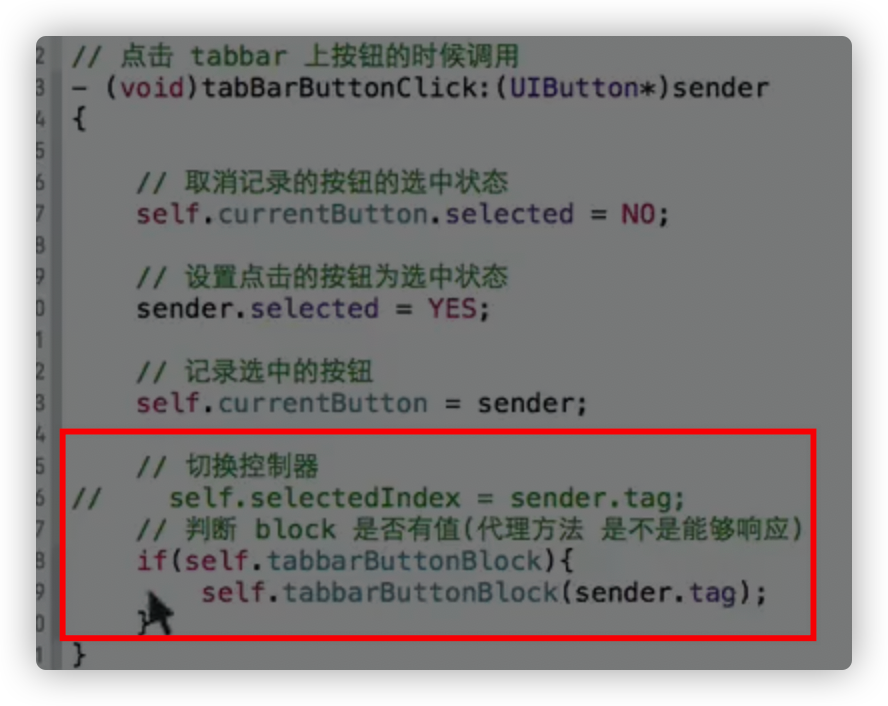 2 // 点击 tabbar 上按钮的时候调用
3 - (void)tabBarButtonClick:(UIButton*)sender
4 {
5
6 // 取消记录的按钮的选中状态
7 self.currentButton.selected = NO;
8
9 // 设置点击的按钮为选中状态
0 sender.selected = YES;
1
2 // 记录选中的按钮
3 self.currentButton = sender;
4
5 // 切换控制器
6 // self.selectedIndex = sender.tag;
7 // 判断 block 是否有值(代理方法 是不是能够响应)
8 if(self.tabbarButtonBlock){
9 self.tabbarButtonBlock(sender.tag);
0 }
1 }